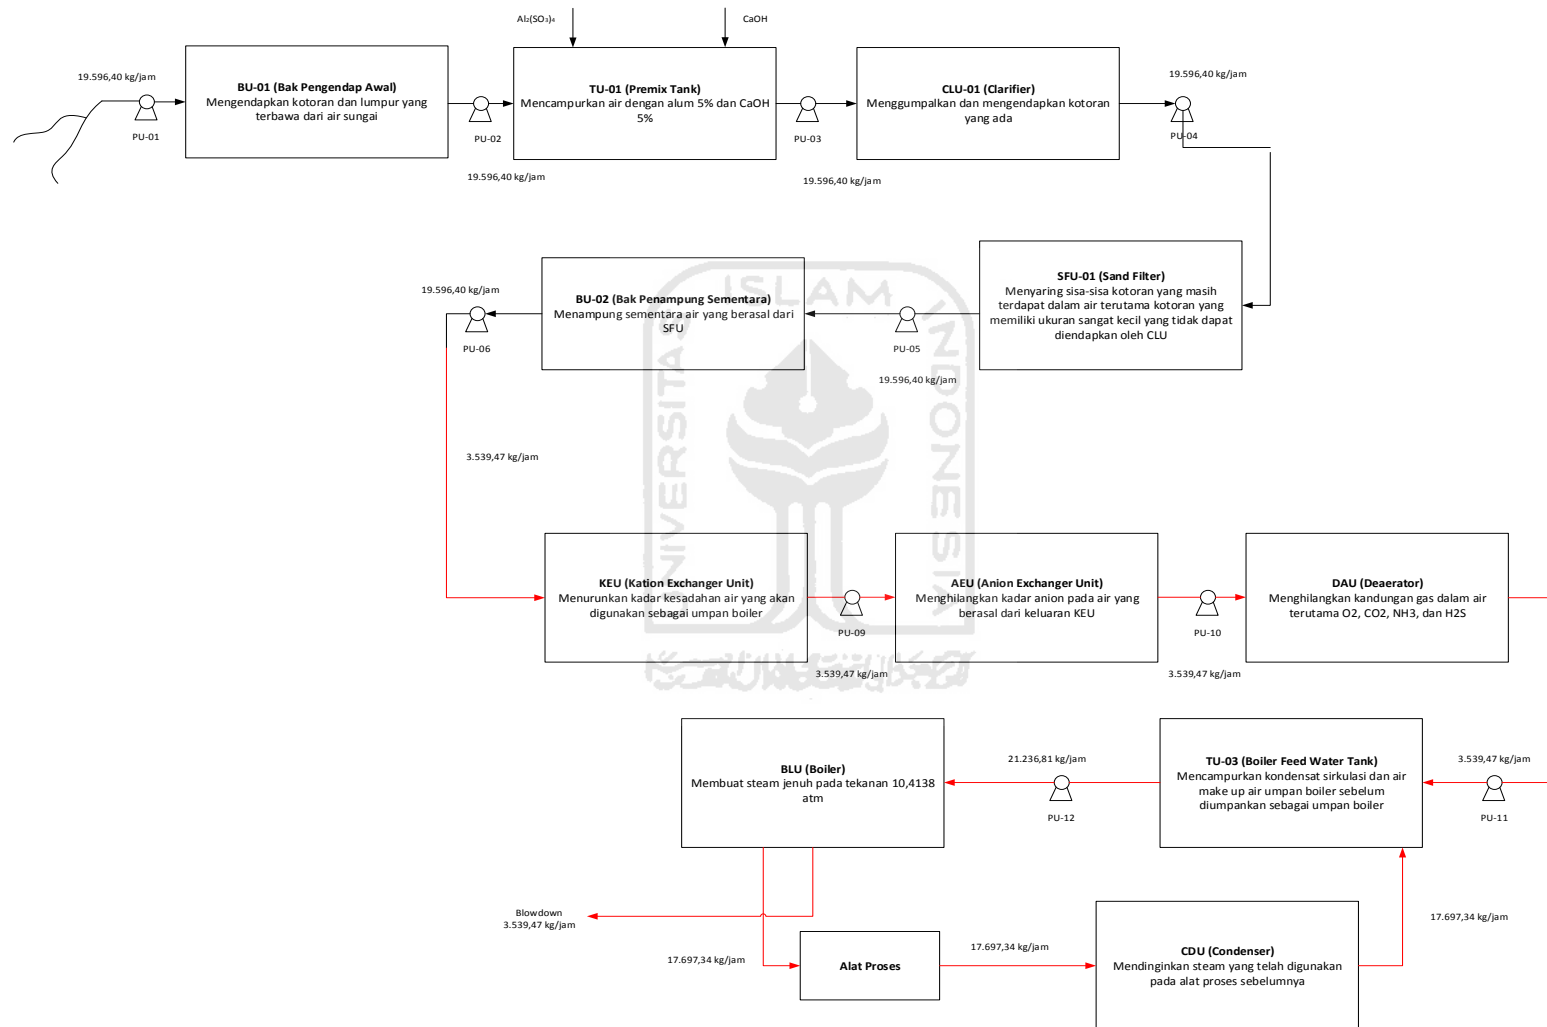 Al₂(SO₃)₄
CaOH
19.596,40 kg/jam
BU-01 (Bak Pengendap Awal)
Mengendapkan kotoran dan lumpur yang
terbawa dari air sungai
TU-01 (Premix Tank)
Mencampurkan air dengan alum 5% dan CaOH
5%
CLU-01 (Clarifier)
Menggumpalkan dan mengendapkan kotoran
yang ada
19.596,40 kg/jam
PU-01
PU-02
PU-03
PU-04
19.596,40 kg/jam
19.596,40 kg/jam
SFU-01 (Sand Filter)
Menyaring sisa-sisa kotoran yang masih
terdapat dalam air terutama kotoran yang
memiliki ukuran sangat kecil yang tidak dapat
diendapkan oleh CLU
BU-02 (Bak Penampung Sementara)
Menampung sementara air yang berasal dari
SFU
19.596,40 kg/jam
PU-06
PU-05
19.596,40 kg/jam
3.539,47 kg/jam
ISLAM
UNIVERSITAS
INDONESIA
KEU (Kation Exchanger Unit)
Menurunkan kadar kesadahan air yang akan
digunakan sebagai umpan boiler
AEU (Anion Exchanger Unit)
Menghilangkan kadar anion pada air yang
berasal dari keluaran KEU
DAU (Deaerator)
Menghilangkan kandungan gas dalam air
terutama O2, CO2, NH3, dan H2S
PU-09
PU-10
3.539,47 kg/jam
3.539,47 kg/jam
BLU (Boiler)
Membuat steam jenuh pada tekanan 10,4138
atm
21.236,81 kg/jam
PU-12
TU-03 (Boiler Feed Water Tank)
Mencampurkan kondensat sirkulasi dan air
make up air umpan boiler sebelum
diumpankan sebagai umpan boiler
3.539,47 kg/jam
PU-11
Blowdown
3.539,47 kg/jam
17.697,34 kg/jam
Alat Proses
17.697,34 kg/jam
CDU (Condenser)
Mendinginkan steam yang telah digunakan
pada alat proses sebelumnya
17.697,34 kg/jam